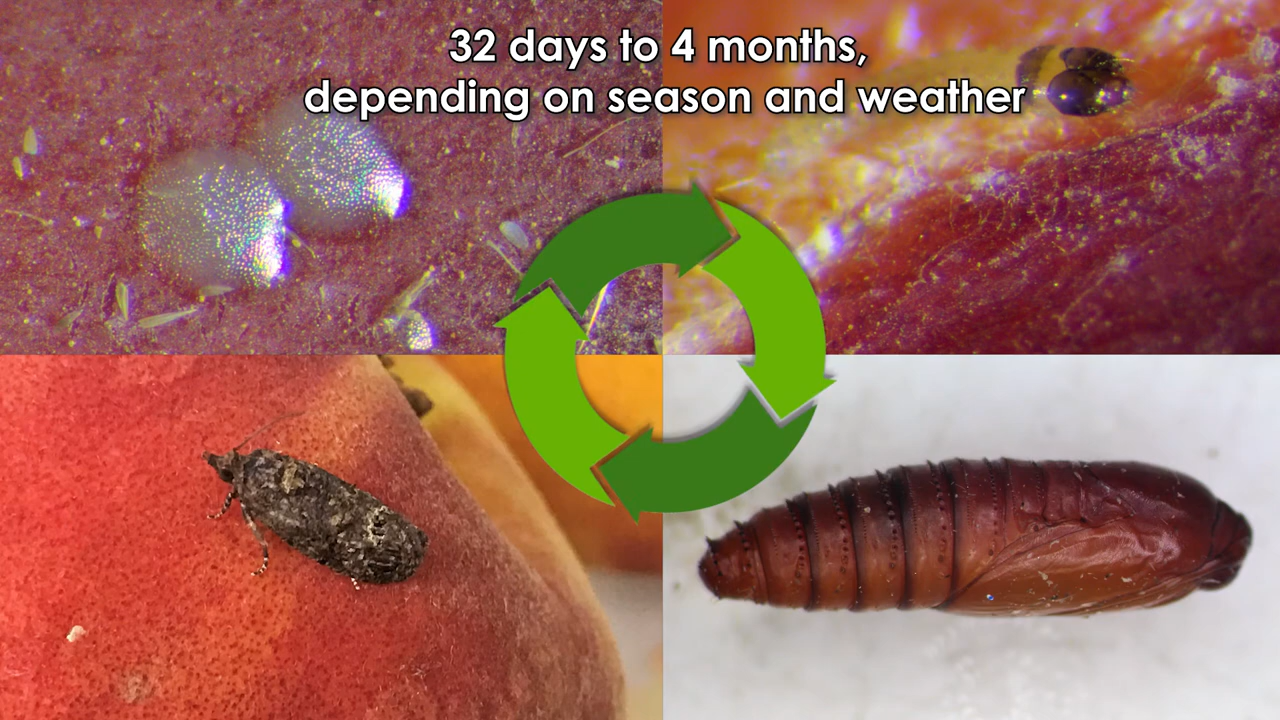 32 days to 4 months,
depending on season and weather